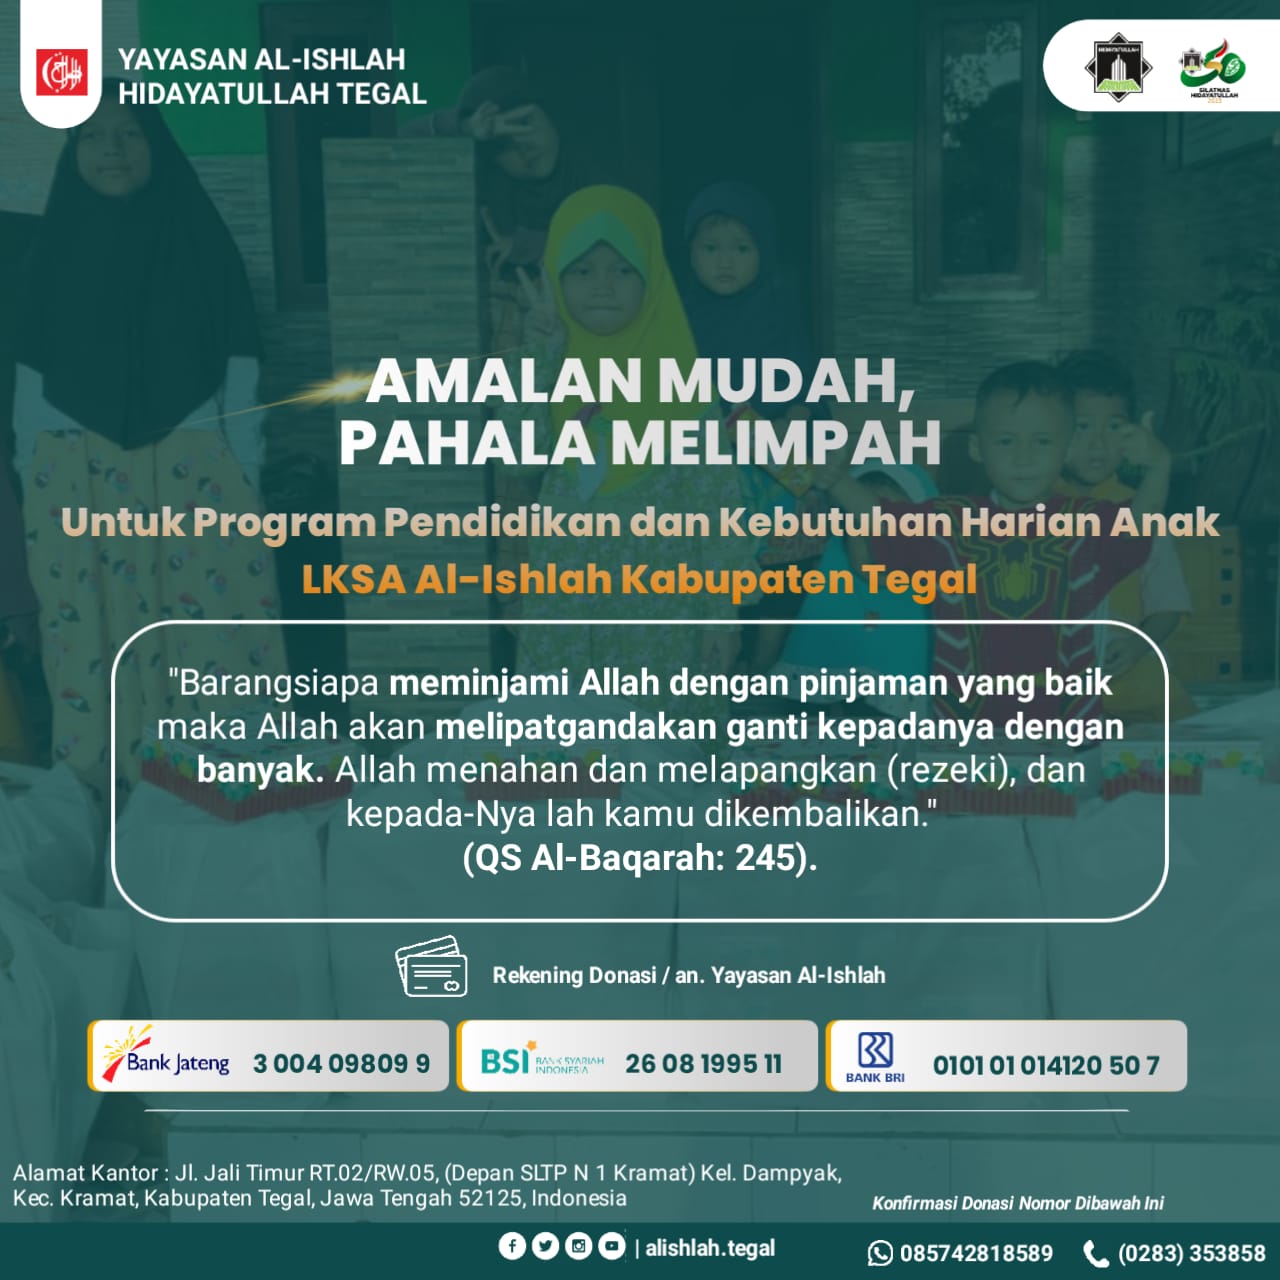 YAYASAN AL-ISHLAH
HIDAYATULLAH TEGAL
HIDAYATULLAH
SILATNAS
HIDAYATULLAH
2023
AMALAN MUDAH,
PAHALA MELIMPAH
Untuk Program Pendidikan dan Kebutuhan Harian Anak
LKSA Al-Ishlah Kabupaten Tegal
"Barangsiapa meminjami Allah dengan pinjaman yang baik
maka Allah akan melipatgandakan ganti kepadanya dengan
banyak. Allah menahan dan melapangkan (rezeki), dan
kepada-Nya lah kamu dikembalikan."
(QS Al-Baqarah: 245).
Rekening Donasi / an. Yayasan Al-Ishlah
Bank Jateng 3 004 09809 9
BSI BANK SYARIAH INDONESIA 26 08 1995 11
BANK BRI 0101 01 014120 50 7
Alamat Kantor : Jl. Jali Timur RT.02/RW.05, (Depan SLTP N 1 Kramat) Kel. Dampyak,
Kec. Kramat, Kabupaten Tegal, Jawa Tengah 52125, Indonesia
Konfirmasi Donasi Nomor Dibawah Ini
| alishlah.tegal
085742818589 (0283) 353858